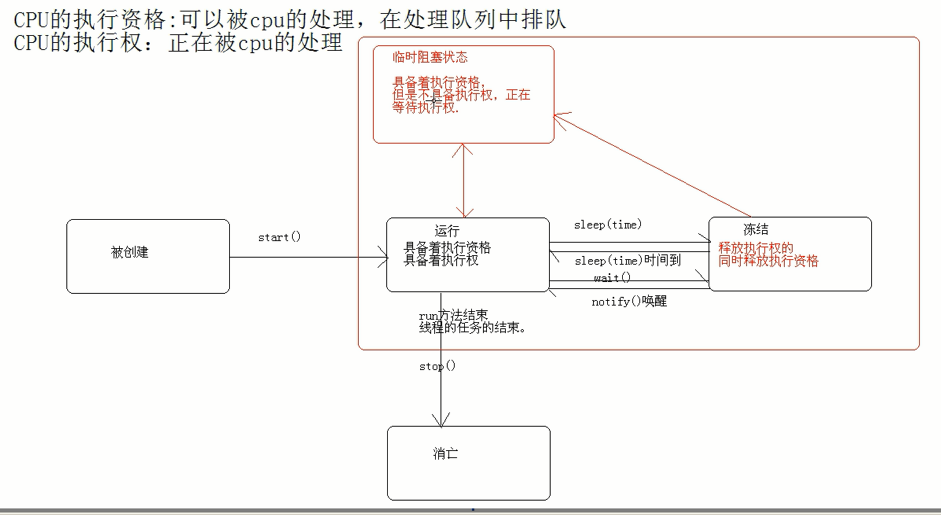 CPU的执行资格:可以被cpu的处理，在处理队列中排队
CPU的执行权：正在被cpu的处理
临时阻塞状态
具备着执行资格，
但是不具备执行权，正在
等待执行权.
被创建
start()
运行
具备着执行资格
具备着执行权
sleep(time)
sleep(time)时间到
wait()
notify()唤醒
冻结
释放执行权的
同时释放执行资格
run方法结束
线程的任务的结束。
stop()
消亡